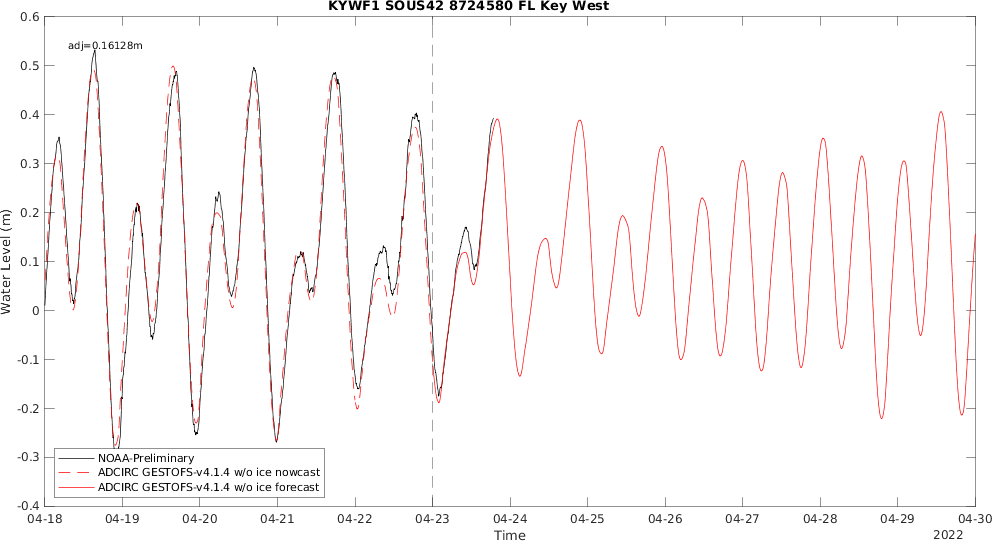 KYWF1 SOUS42 8724580 FL Key West
adj=0.16128m
Water Level (m)
0.6
0.5
0.4
0.3
0.2
0.1
0
-0.1
-0.2
-0.3
-0.4
NOAA-Preliminary
ADCIRC GESTOFS-v4.1.4 w/o ice nowcast
ADCIRC GESTOFS-v4.1.4 w/o ice forecast
04-18 04-19 04-20 04-21 04-22 04-23 04-24 04-25 04-26 04-27 04-28 04-29 04-30
Time
2022